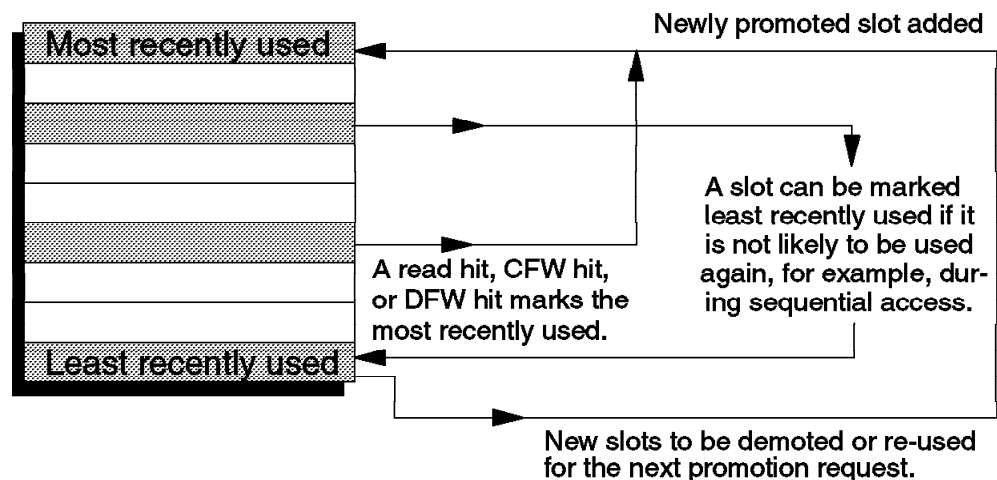 Newly promoted slot added
Most recently used
A slot can be marked
least recently used if it
is not likely to be used
again, for example, dur-
ing sequential access.
A read hit, CFW hit,
or DFW hit marks the
most recently used.
Least recently used
New slots to be demoted or re-used
for the next promotion request.